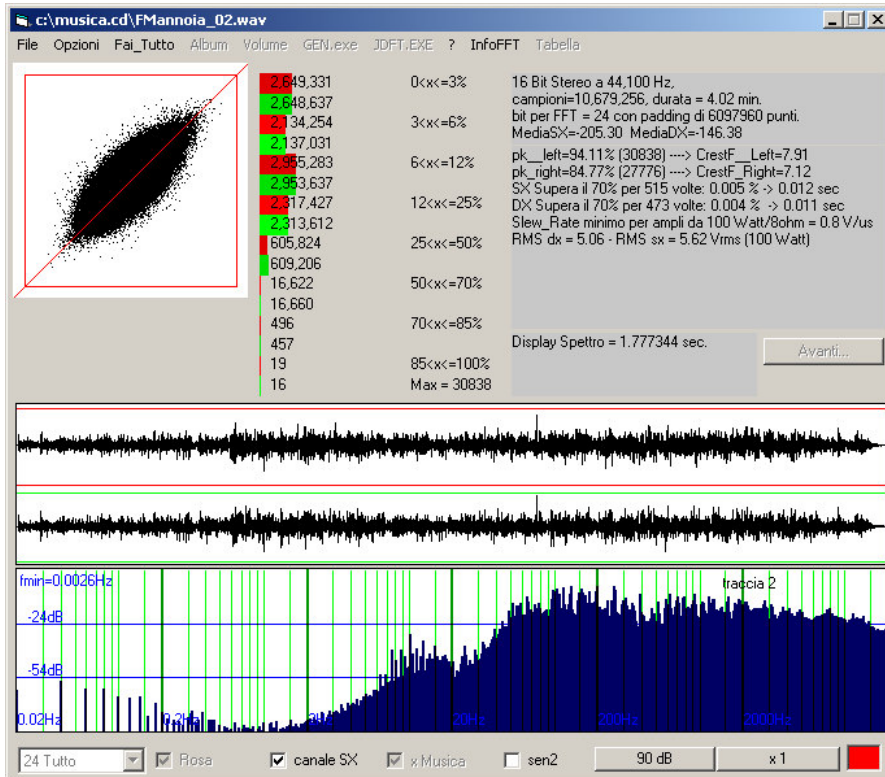 c:\musica.cd\FMannoia_02.wav
File Opzioni Fai_Tutto Album Volume GEN.exe JDFT.EXE ? InfoFFT Tabella
2,649,331 0<x<=3%
2,648,637
2,134,254 3<x<=6%
2,137,031
2,955,283 6<x<=12%
2,953,637
2,317,427 12<x<=25%
2,313,612
605,824 25<x<=50%
609,206
16,622 50<x<=70%
16,660
496 70<x<=85%
457
19 85<x<=100%
16 Max = 30838
16 Bit Stereo a 44,100 Hz,
campioni=10,679,256, durata = 4.02 min.
bit per FFT = 24 con padding di 6097960 punti.
MediaSX=-205.30 MediaDX=-146.38
pk__left=94.11% (30838) ---> CrestF__Left=7.91
pk_right=84.77% (27776) ---> CrestF_Right=7.12
SX Supera il 70% per 515 volte: 0.005 % -> 0.012 sec
DX Supera il 70% per 473 volte: 0.004 % -> 0.011 sec
Slew_Rate minimo per ampli da 100 Watt/8ohm = 0.8 V/us
RMS dx = 5.06 - RMS sx = 5.62 Vrms (100 Watt)
Display Spettro = 1.777344 sec.
Avanti...
fmin=0.0026Hz
traccia 2
-24dB
-54dB
0.02Hz 0.2Hz 2Hz 20Hz 200Hz 2000Hz
24 Tutto Rosa canale SX x Musica sen2 90 dB x 1